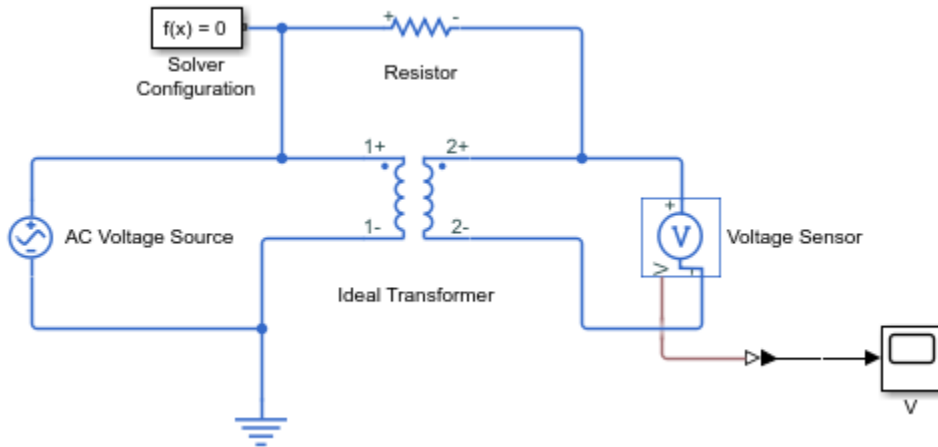 f(x) = 0
Solver
Configuration
+ -
Resistor
1+ 2+
AC Voltage Source
1- 2-
Ideal Transformer
+
V
Voltage Sensor
V -
V